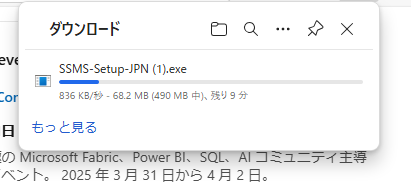 ダウンロード
SSMS-Setup-JPN (1).exe
836 KB/秒 - 68.2 MB (490 MB 中)、残り 9 分
もっと見る
の Microsoft Fabric、Power BI、SQL、AI コミュニティ主導
ベント。 2025 年 3 月 31 日から 4 月 2 日。